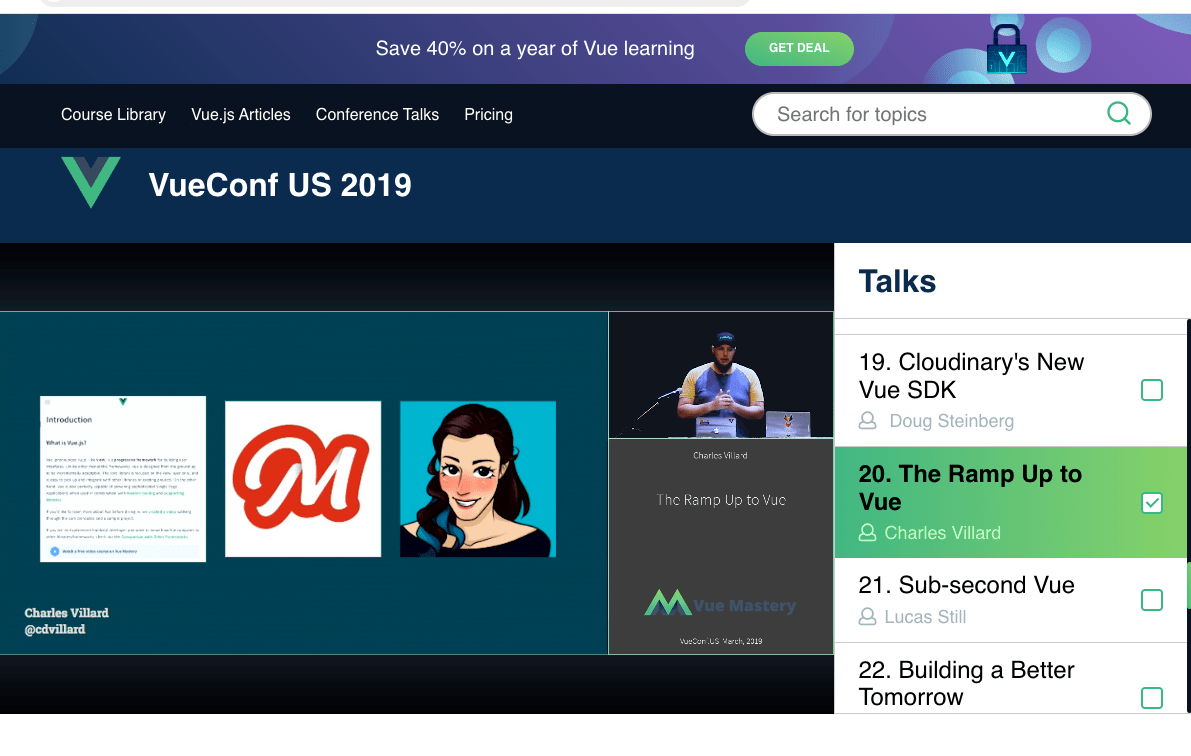 Save 40% on a year of Vue learning
GET DEAL
Course Library
Vue.js Articles
Conference Talks
Pricing
Search for topics
VueConf US 2019
Introduction
What is Vue.js?
Charles Villard
@cdvillard
Charles Villard
The Ramp Up to Vue
Vue Mastery
VueConf.US March, 2019
Talks
19. Cloudinary's New
Vue SDK
Doug Steinberg
20. The Ramp Up to
Vue
Charles Villard
21. Sub-second Vue
Lucas Still
22. Building a Better
Tomorrow